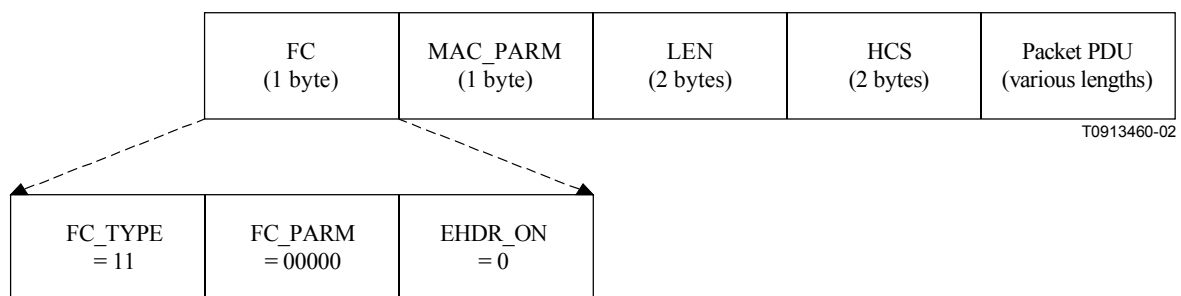 FC
(1 byte)
MAC_PARM
(1 byte)
LEN
(2 bytes)
HCS
(2 bytes)
Packet PDU
(various lengths)
T0913460-02
FC_TYPE
= 11
FC_PARM
= 00000
EHDR_ON
= 0